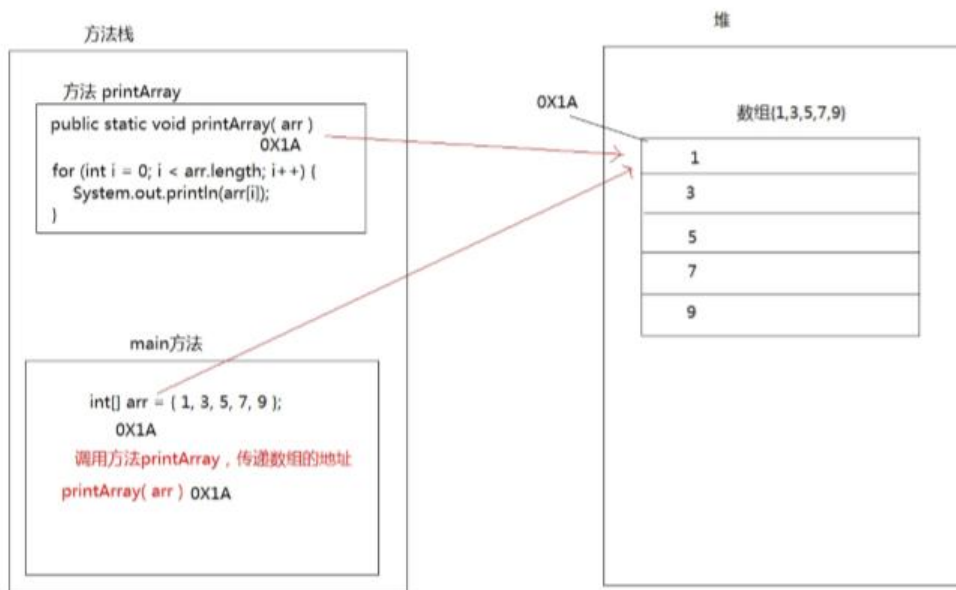 方法栈
方法 printArray
public static void printArray( arr )
0X1A
for (int i = 0; i < arr.length; i++) {
System.out.println(arr[i]);
}
main方法
int[] arr = { 1, 3, 5, 7, 9 };
0X1A
调用方法printArray，传递数组的地址
printArray( arr ) 0X1A
堆
0X1A
数组{1,3,5,7,9}
1
3
5
7
9